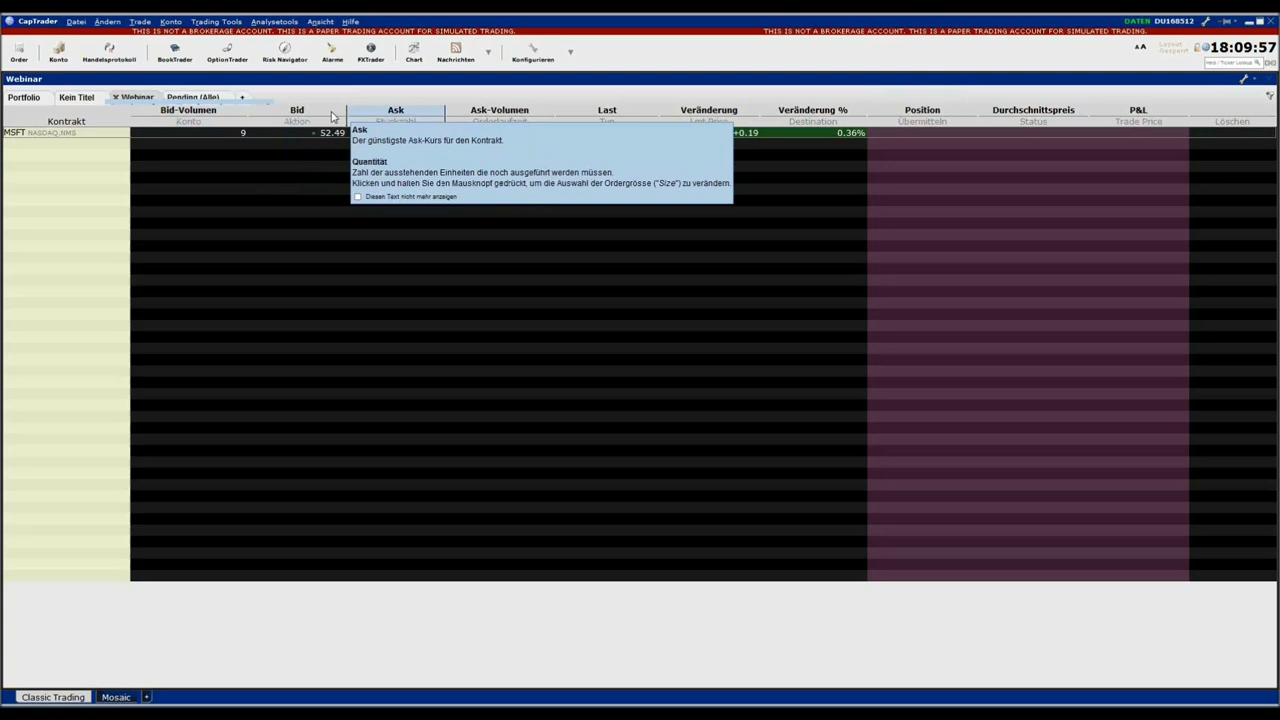 CapTrader Datei Ändern Trade Konto Trading Tools Analysetools Ansicht Hilfe DATEN DU168512
THIS IS NOT A BROKERAGE ACCOUNT. THIS IS A PAPER TRADING ACCOUNT FOR SIMULATED TRADING. THIS IS NOT A BROKERAGE ACCOUNT. THIS IS A PAPER TRADING ACCOUNT FOR SIMULATED TRADING.
Order Konto Handelsprotokoll BookTrader OptionTrader Risk Navigator Alarme FXTrader Chart Nachrichten Konfigurieren
AA Layout Gesperrt 18:09:57
Webinar
Portfolio Kein Titel Webinar Pending (Alle) +
Bid-Volumen Bid Ask Ask-Volumen Last Veränderung Veränderung % Position Durchschnittspreis P&L
Kontrakt Konto Aktion Destination Übermitteln Status Trade Price Löschen
MSFT NASDAQ.NMS 9 52.49 +0.19 0.36%
Ask
Der günstigste Ask-Kurs für den Kontrakt.
Quantität
Zahl der ausstehenden Einheiten die noch ausgeführt werden müssen.
Klicken und halten Sie den Mausknopf gedrückt, um die Auswahl der Ordergrösse ("Size") zu verändern.
Diesen Text nicht mehr anzeigen
Classic Trading Mosaic +